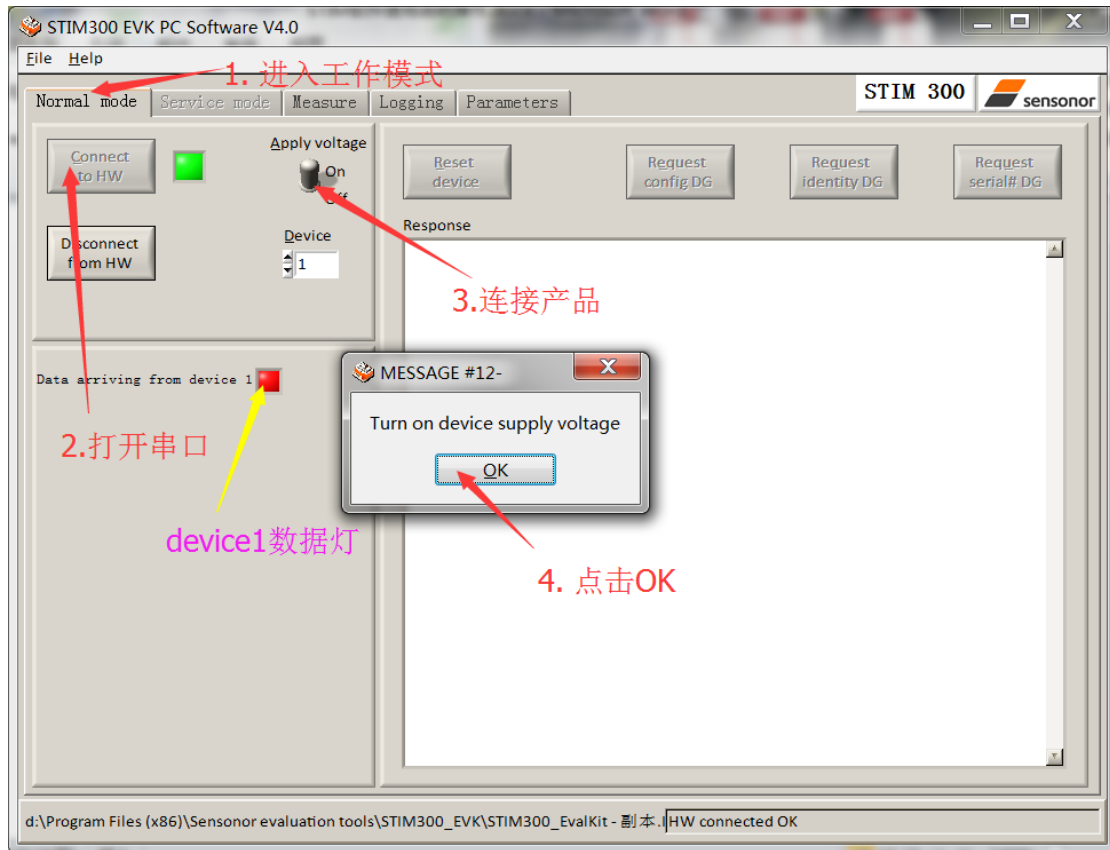 STIM300 EVK PC Software V4.0
File Help
1. 进入工作模式
Normal mode Service mode Measure Logging Parameters
STIM 300 sensonor
Connect to HW
Apply voltage
On
Off
Reset device
Request config DG
Request identity DG
Request serial# DG
Response
Disconnect from HW
Device
1
3.连接产品
Data arriving from device 1
MESSAGE #12-
Turn on device supply voltage
OK
2.打开串口
device1数据灯
4. 点击OK
d:\Program Files (x86)\Sensonor evaluation tools\STIM300_EVK\STIM300_EvalKit - 副本.I
HW connected OK